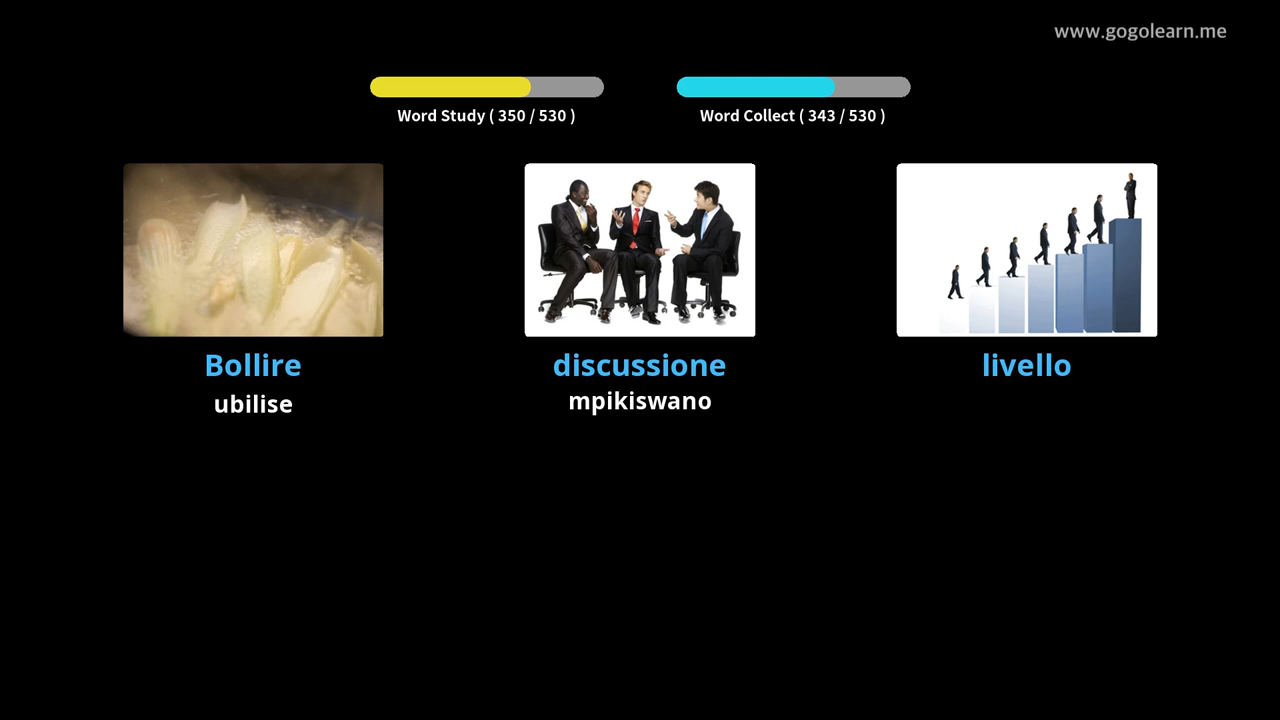 www.gogolearn.me
Word Study ( 350 / 530 )
Word Collect ( 343 / 530 )
Bollire
ubilise
discussione
mpikiswano
livello